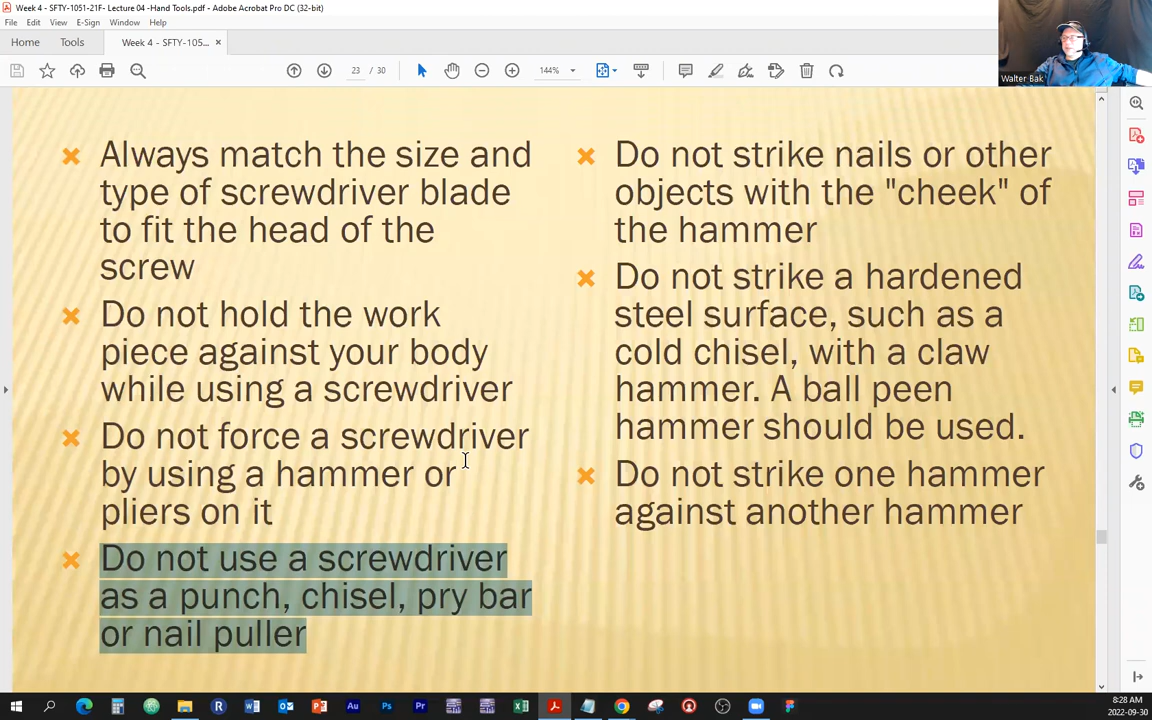 Week 4 - SFTY-1051-21F- Lecture 04 -Hand Tools.pdf - Adobe Acrobat Pro DC (32-bit)
File Edit View E-Sign Window Help
Home Tools Week 4 - SFTY-105... ×
23 / 30 144%
Walter Bak
Always match the size and
type of screwdriver blade
to fit the head of the
screw
Do not hold the work
piece against your body
while using a screwdriver
Do not force a screwdriver
by using a hammer or
pliers on it
Do not use a screwdriver
as a punch, chisel, pry bar
or nail puller
Do not strike nails or other
objects with the "cheek" of
the hammer
Do not strike a hardened
steel surface, such as a
cold chisel, with a claw
hammer. A ball peen
hammer should be used.
Do not strike one hammer
against another hammer
8:28 AM
2022-09-30